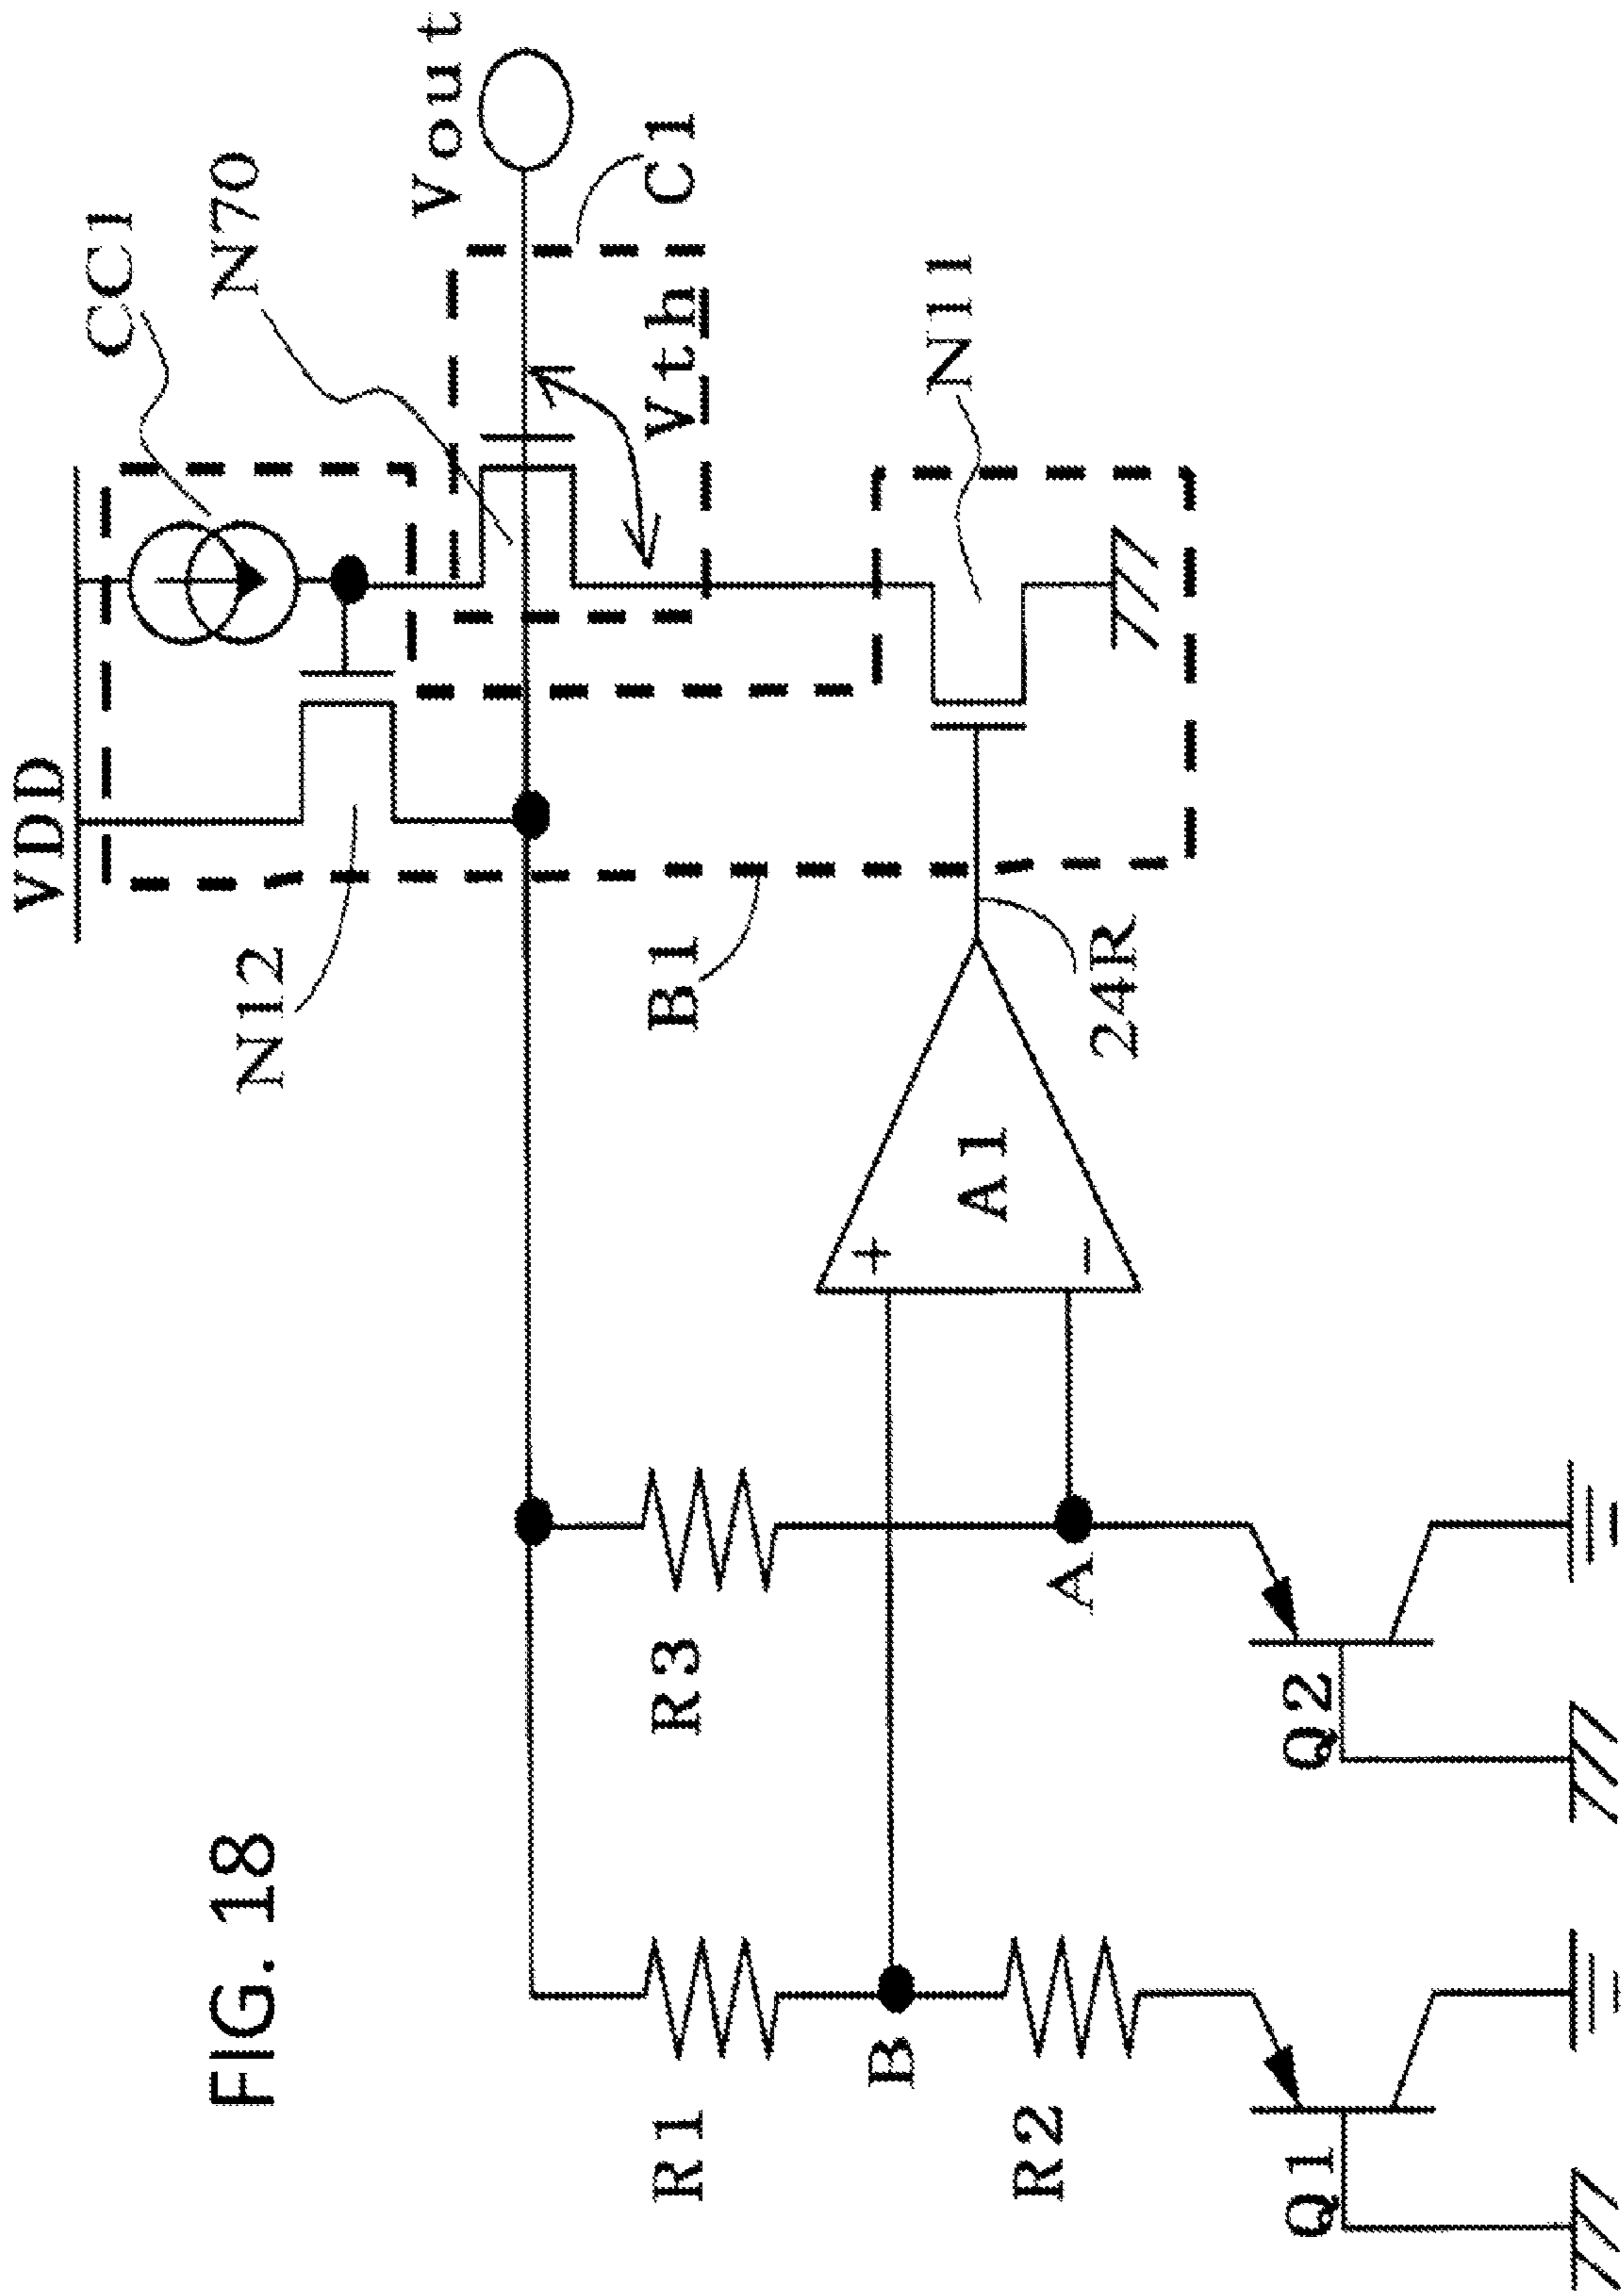 FIG. 18
VDD
CC1
N12
N70
Vout
C1
Vth
B1
R1
R3
B
N11
A1
+
−
A
24R
R2
Q1
Q2